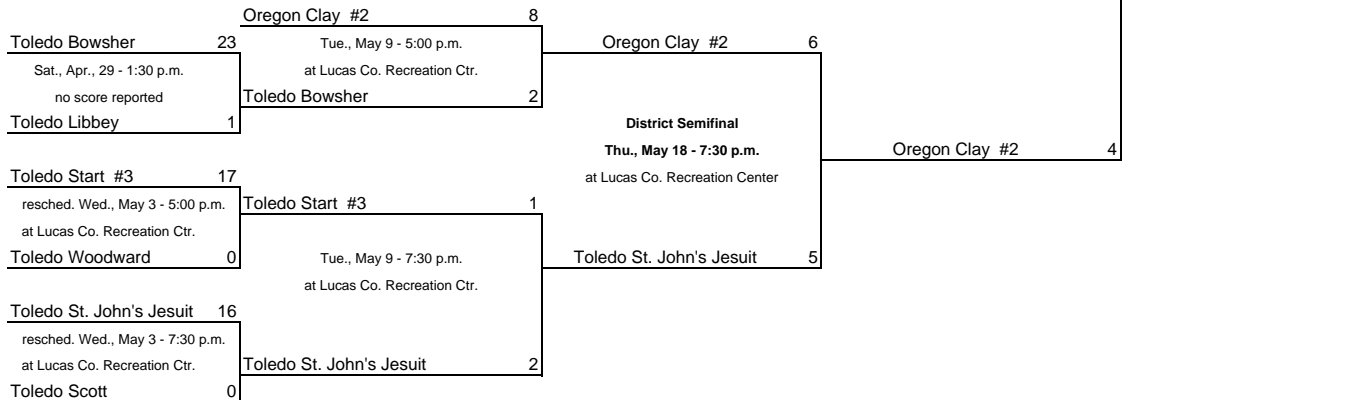 Oregon Clay #2 8
Toledo Bowsher 23
Tue., May 9 - 5:00 p.m.
Oregon Clay #2 6
Sat., Apr., 29 - 1:30 p.m.
at Lucas Co. Recreation Ctr.
no score reported
Toledo Bowsher 2
Toledo Libbey 1
District Semifinal
Thu., May 18 - 7:30 p.m.
Oregon Clay #2 4
Toledo Start #3 17
at Lucas Co. Recreation Center
resched. Wed., May 3 - 5:00 p.m.
Toledo Start #3 1
at Lucas Co. Recreation Ctr.
Toledo Woodward 0
Tue., May 9 - 7:30 p.m.
Toledo St. John's Jesuit 5
at Lucas Co. Recreation Ctr.
Toledo St. John's Jesuit 16
resched. Wed., May 3 - 7:30 p.m.
at Lucas Co. Recreation Ctr.
Toledo St. John's Jesuit 2
Toledo Scott 0